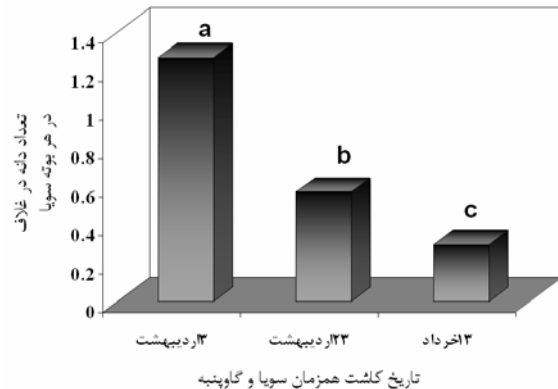 تعداد دانه در غلاف
در هر بوته سویا
1.4
1.2
1
0.8
0.6
0.4
0.2
0
a
b
c
۳اردیبهشت
۲۳اردیبهشت
۱۳خرداد
تاریخ کلشت همزمان سویا و گاوپنبه